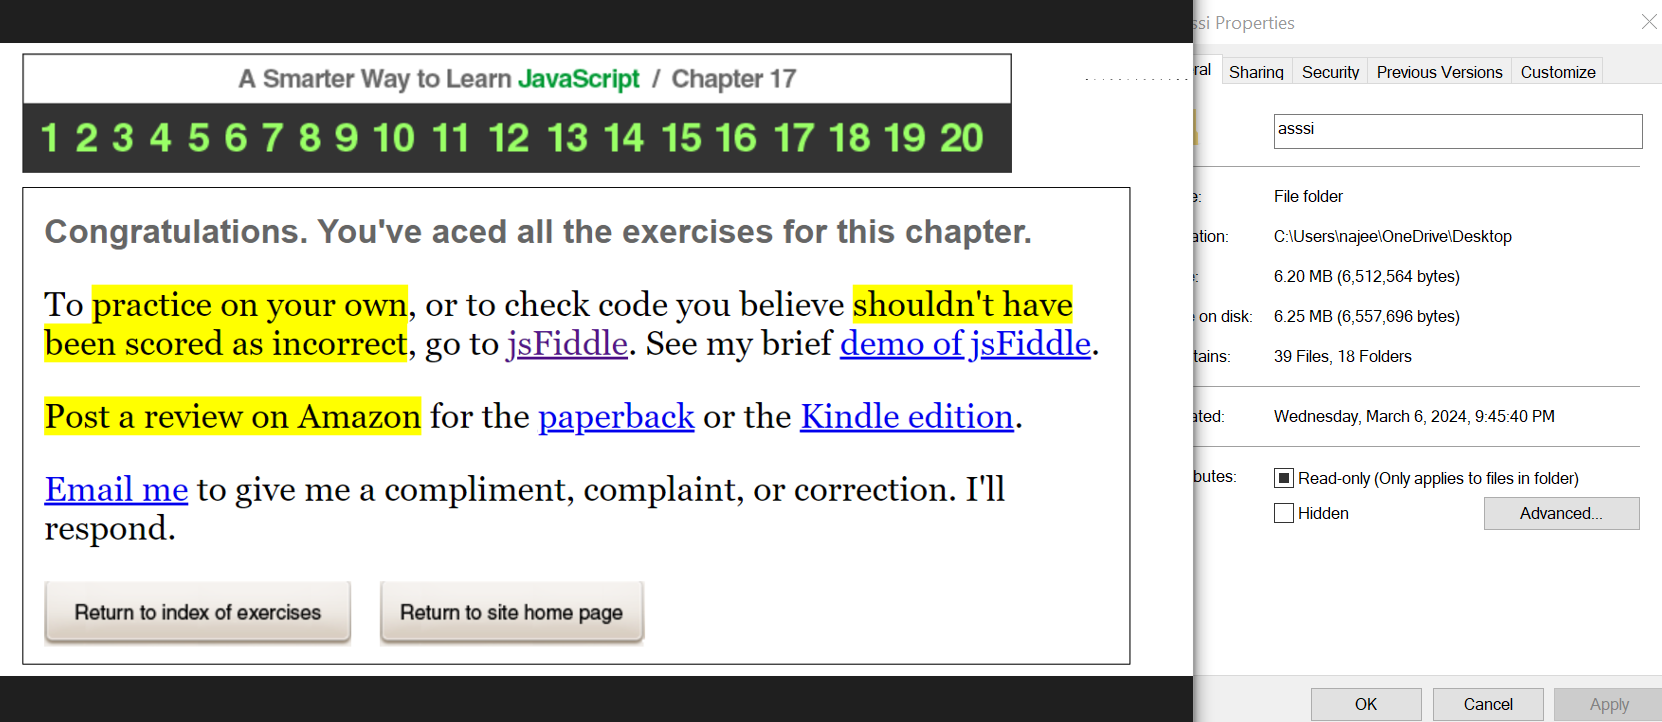 A Smarter Way to Learn JavaScript / Chapter 17
1 2 3 4 5 6 7 8 9 10 11 12 13 14 15 16 17 18 19 20
Congratulations. You've aced all the exercises for this chapter.
To practice on your own, or to check code you believe shouldn't have
been scored as incorrect, go to jsFiddle. See my brief demo of jsFiddle.
Post a review on Amazon for the paperback or the Kindle edition.
Email me to give me a compliment, complaint, or correction. I'll
respond.
Return to index of exercises Return to site home page
ssi Properties
ral Sharing Security Previous Versions Customize
asssi
e: File folder
ation: C:\Users\najee\OneDrive\Desktop
e: 6.20 MB (6,512,564 bytes)
e on disk: 6.25 MB (6,557,696 bytes)
tains: 39 Files, 18 Folders
ated: Wednesday, March 6, 2024, 9:45:40 PM
butes: Read-only (Only applies to files in folder)
Hidden Advanced...
OK Cancel Apply